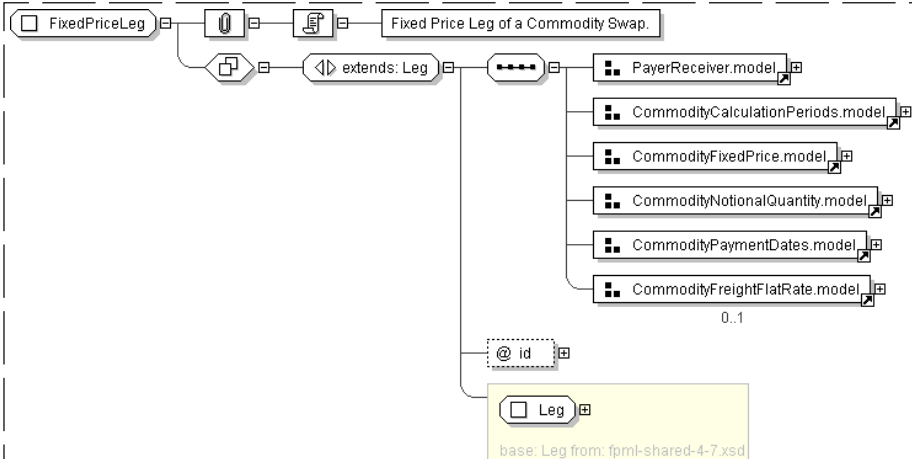 FixedPriceLeg
Fixed Price Leg of a Commodity Swap.
extends: Leg
PayerReceiver.model
CommodityCalculationPeriods.model
CommodityFixedPrice.model
CommodityNotionalQuantity.model
CommodityPaymentDates.model
CommodityFreightFlatRate.model
0..1
@ id
Leg
base: Leg from: fpml-shared-4-7.xsd